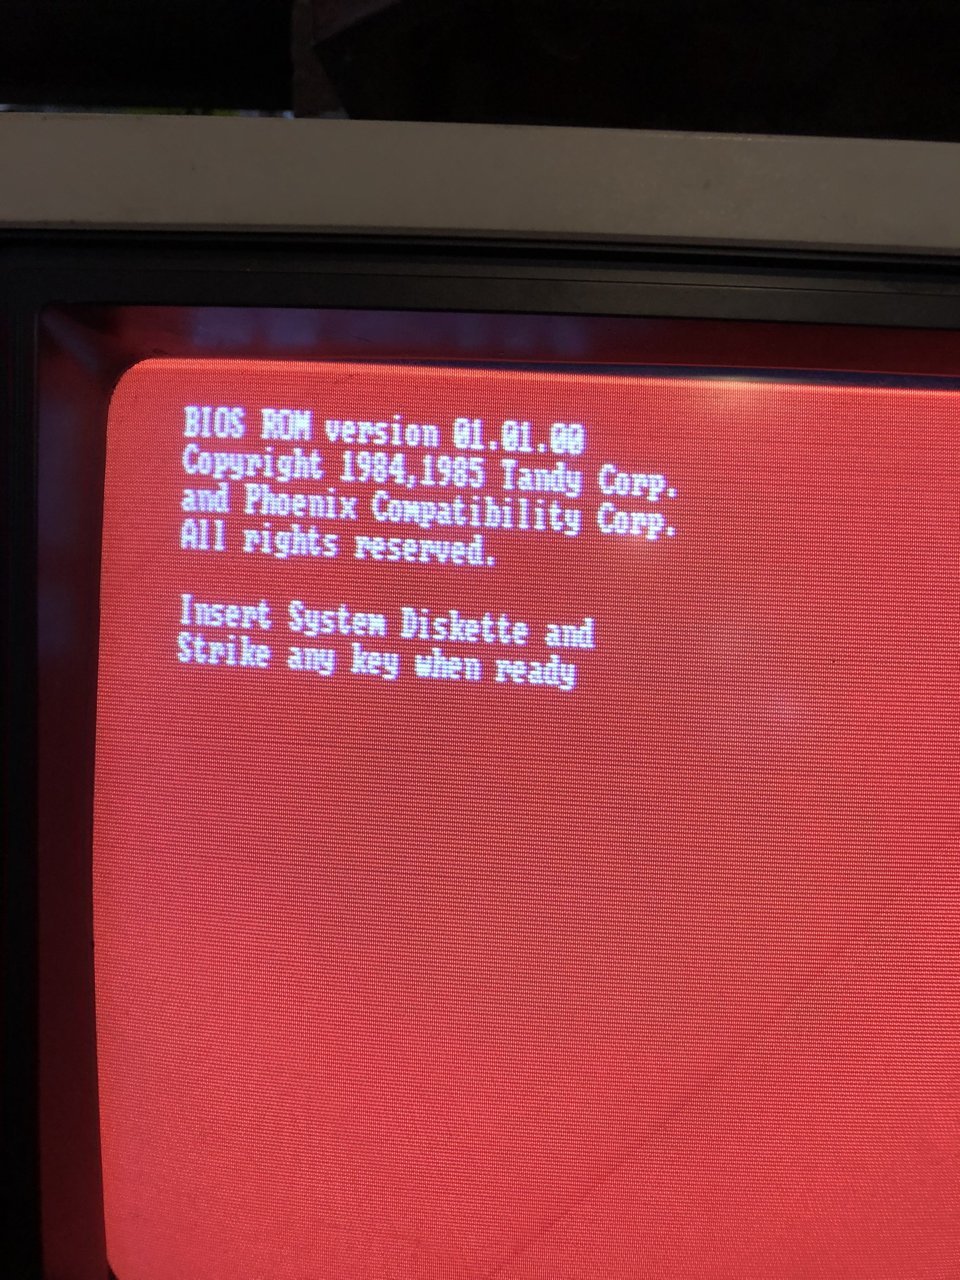 BIOS ROM version 01.01.00
Copyright 1984,1985 Tandy Corp.
and Phoenix Compatibility Corp.
All rights reserved.
Insert System Diskette and
Strike any key when ready